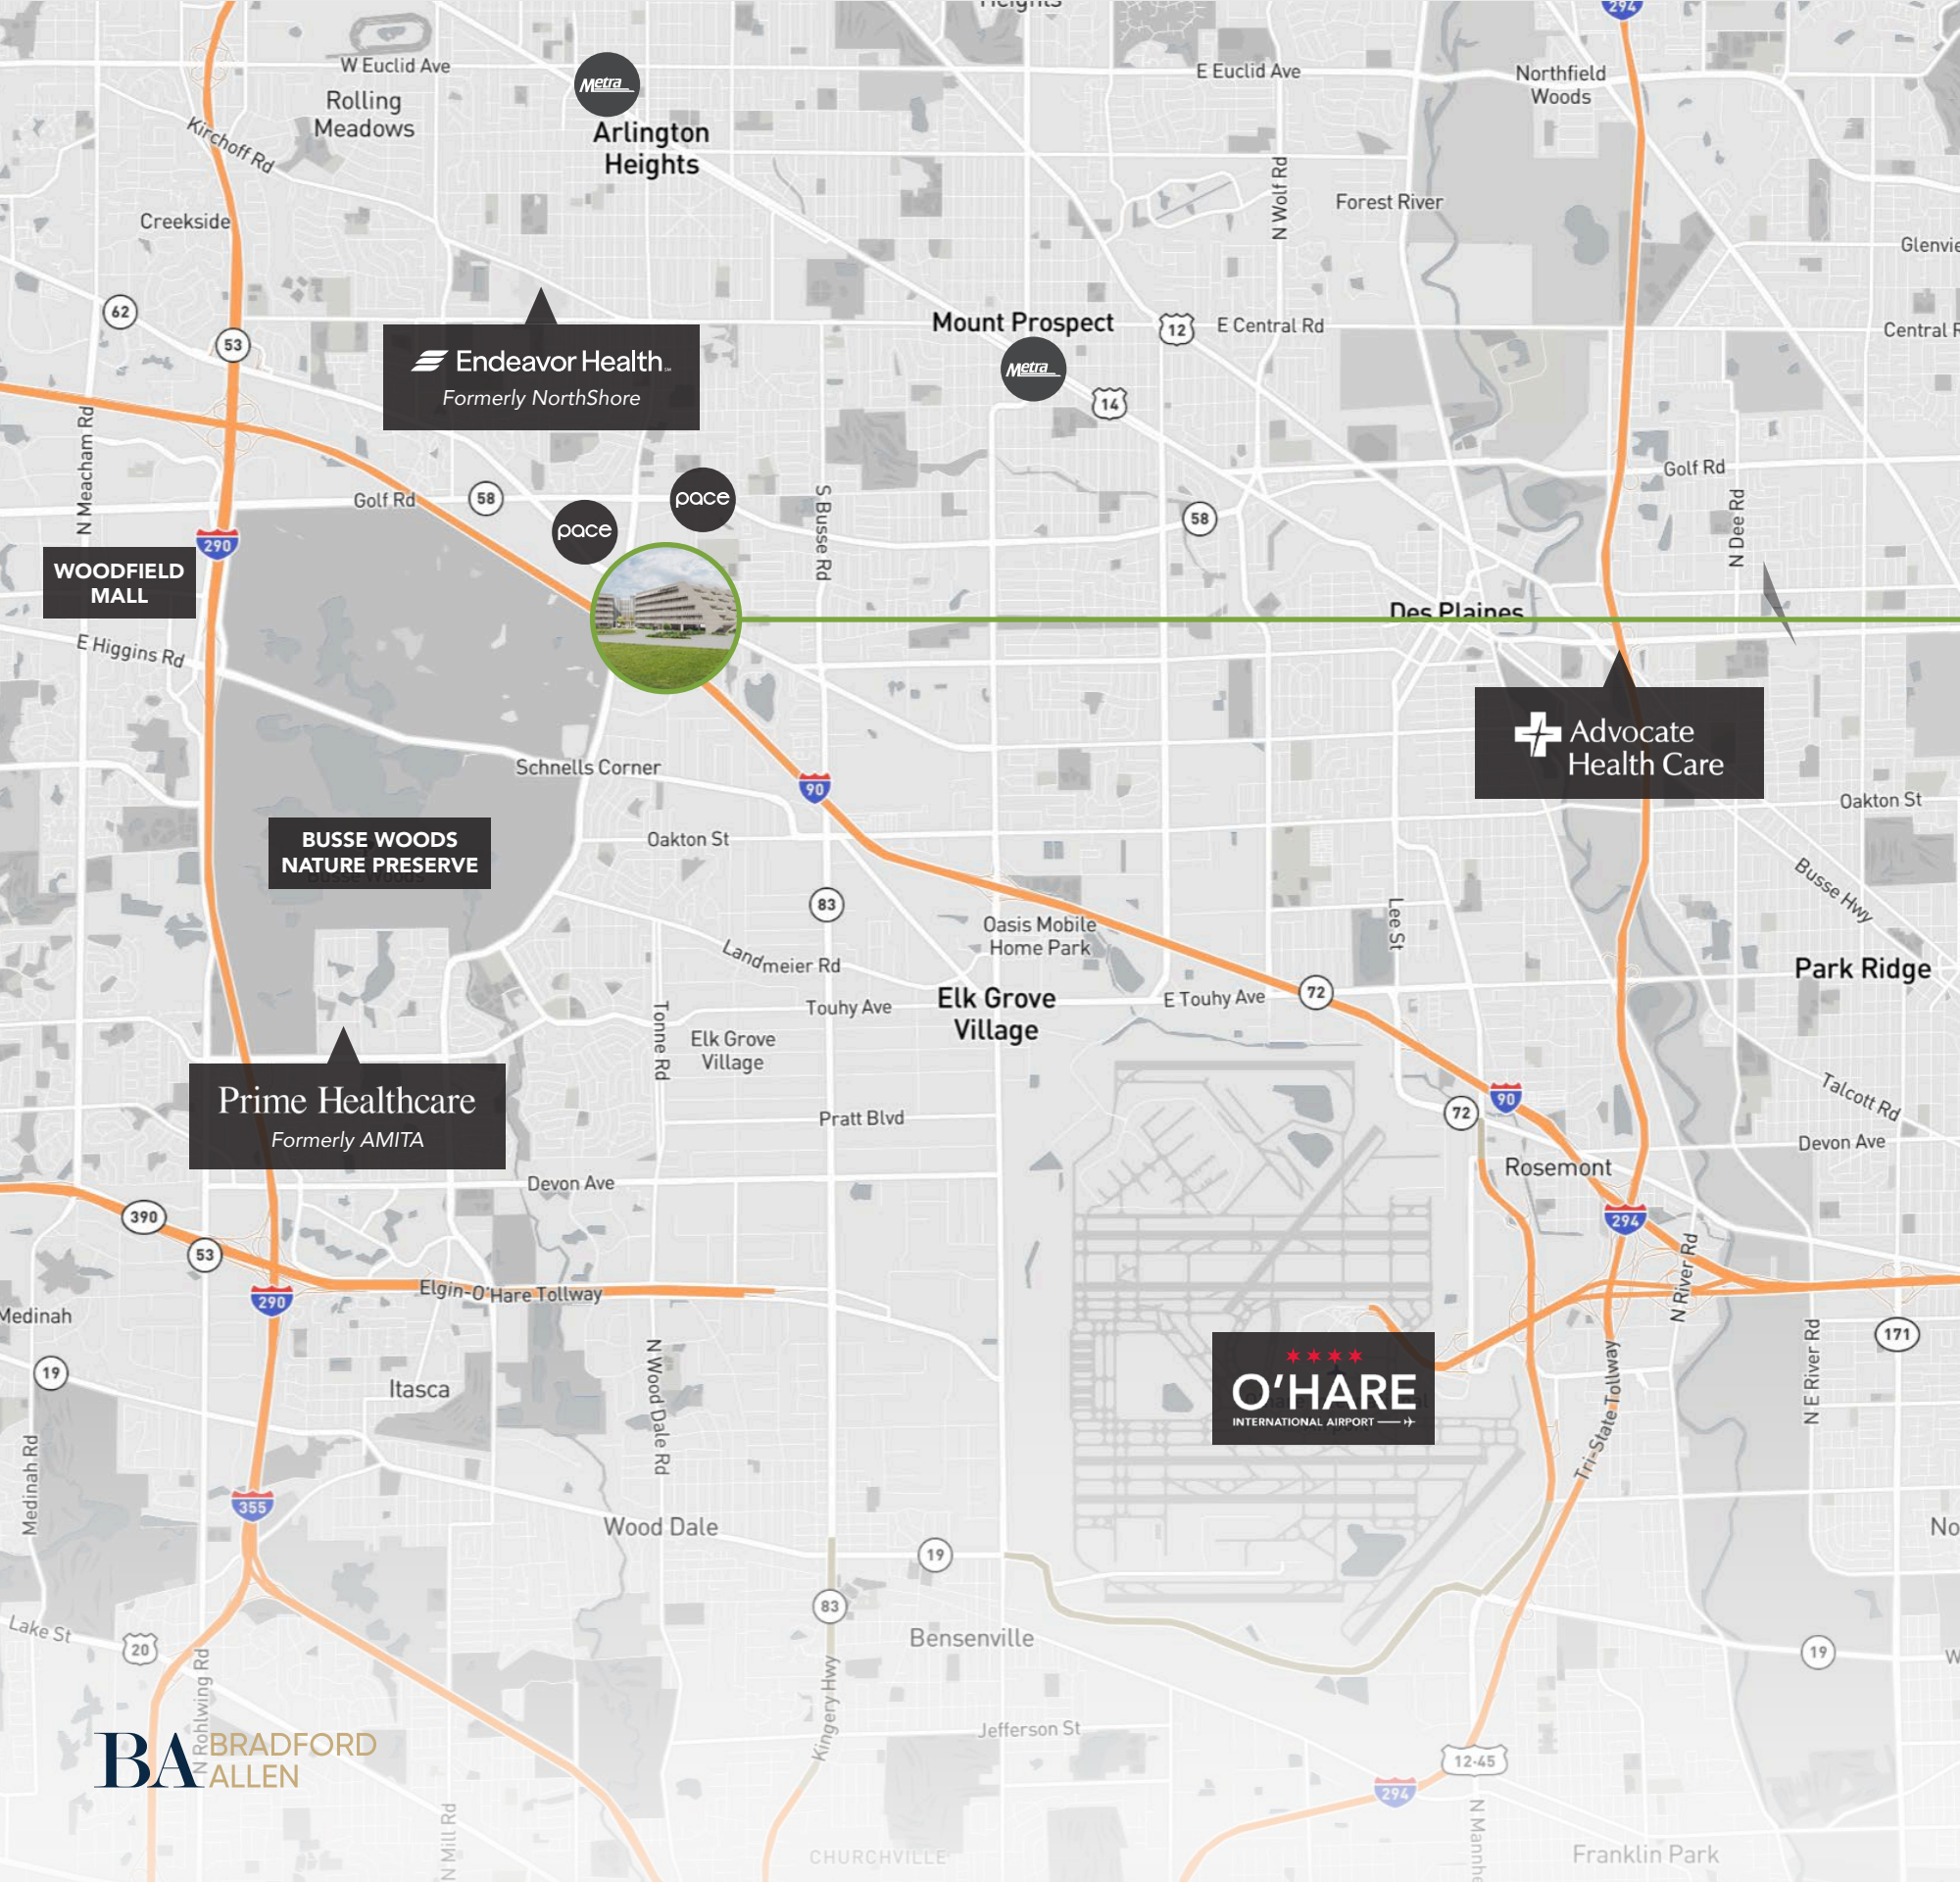 294
W Euclid Ave
E Euclid Ave
Northfield
Woods
Metra
Rolling
Meadows
Kirchoff Rd
Arlington
Heights
N Wolf Rd
Forest River
Creekside
62
53
Mount Prospect
12
E Central Rd
Endeavor Health
Formerly NorthShore
Metra
14
N Meacham Rd
Golf Rd
58
pace
pace
S Busse Rd
58
Golf Rd
N Dee Rd
290
WOODFIELD
MALL
Des Plaines
E Higgins Rd
Advocate
Health Care
Schnells Corner
90
Oakton St
BUSSE WOODS
NATURE PRESERVE
Oakton St
Busse Hwy
83
Oasis Mobile
Home Park
Lee St
Landmeier Rd
Park Ridge
Touhy Ave
Elk Grove
Village
E Touhy Ave
72
Tonne Rd
Elk Grove
Village
Prime Healthcare
Formerly AMITA
Pratt Blvd
72
90
Talcott Rd
Devon Ave
Rosemont
Devon Ave
390
53
294
N River Rd
290
Elgin-O'Hare Tollway
Medinah
171
19
Itasca
N Wood Dale Rd
O'HARE
INTERNATIONAL AIRPORT
Tri-State Tollway
N E River Rd
Medinah Rd
355
Wood Dale
19
83
Lake St
20
Bensenville
19
N Rohlwing Rd
Kingery Hwy
Jefferson St
BA BRADFORD
ALLEN
12-45
294
N Mill Rd
CHURCHVILLE
Franklin Park